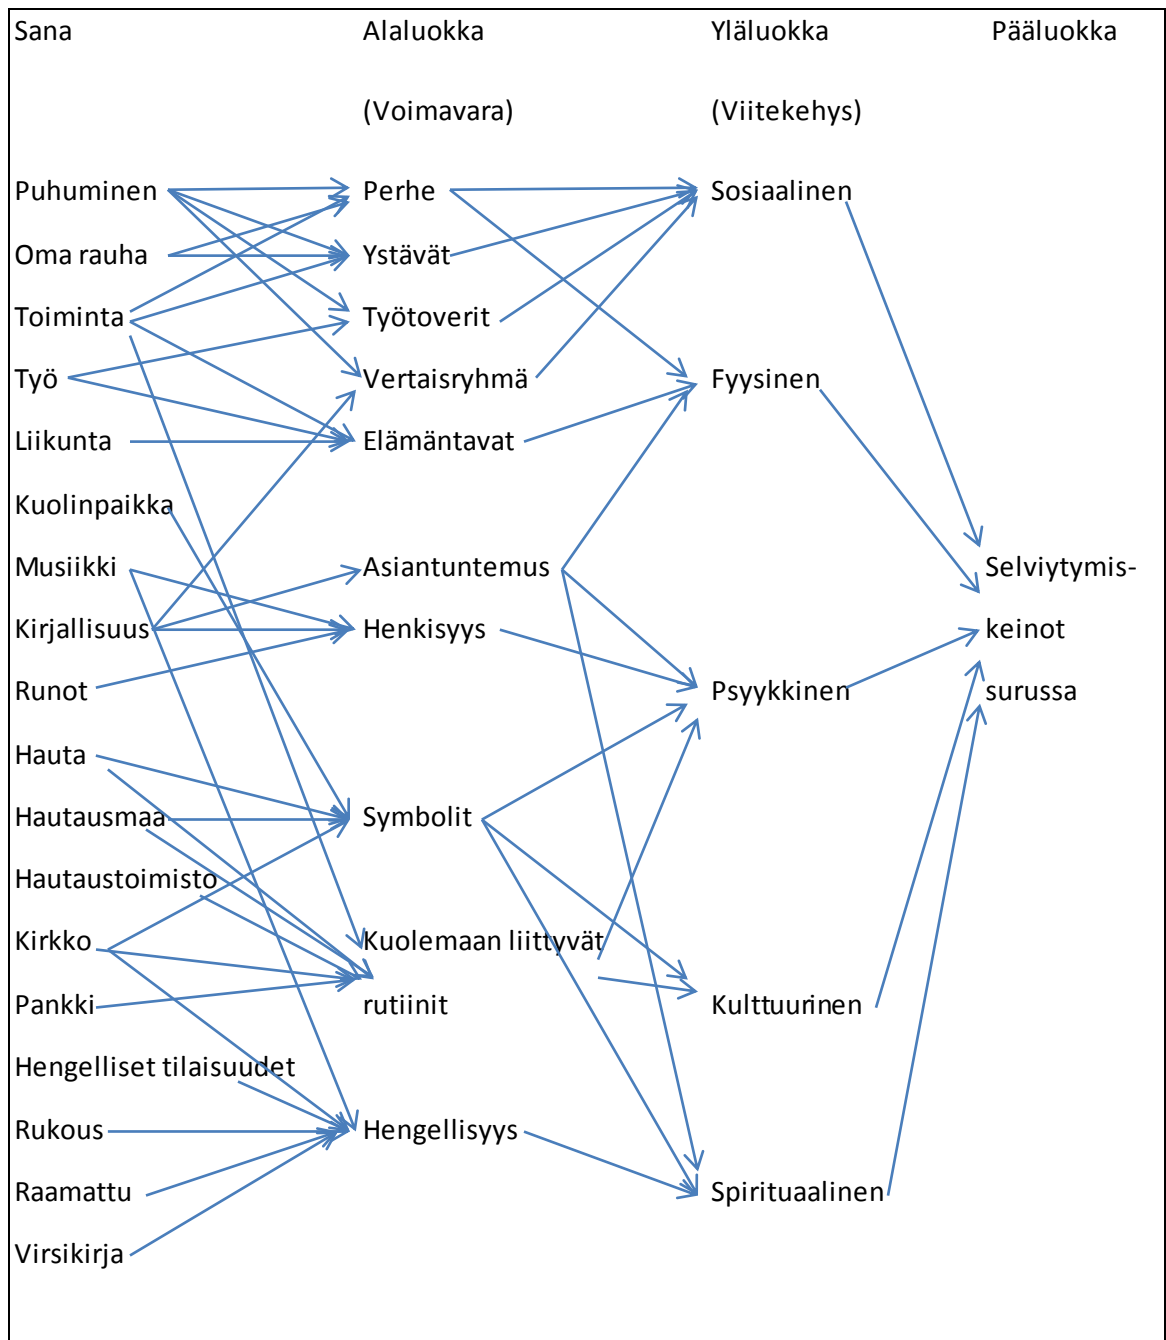 Sana Alaluokka Yläluokka Pääluokka
(Voimavara) (Viitekehys)
Puhuminen Perhe Sosiaalinen
Oma rauha Ystävät
Toiminta Työtoverit
Työ Vertaisryhmä Fyysinen
Liikunta Elämäntavat
Kuolinpaikka
Musiikki Asiantuntemus Selviytymis-
Kirjallisuus Henkisyys keinot
Runot Psyykkinen surussa
Hauta
Hautausmaa Symbolit
Hautaustoimisto
Kirkko Kuolemaan liittyvät
Pankki rutiinit Kulttuurinen
Hengelliset tilaisuudet
Rukous Hengellisyys
Raamattu Spirituaalinen
Virsikirja